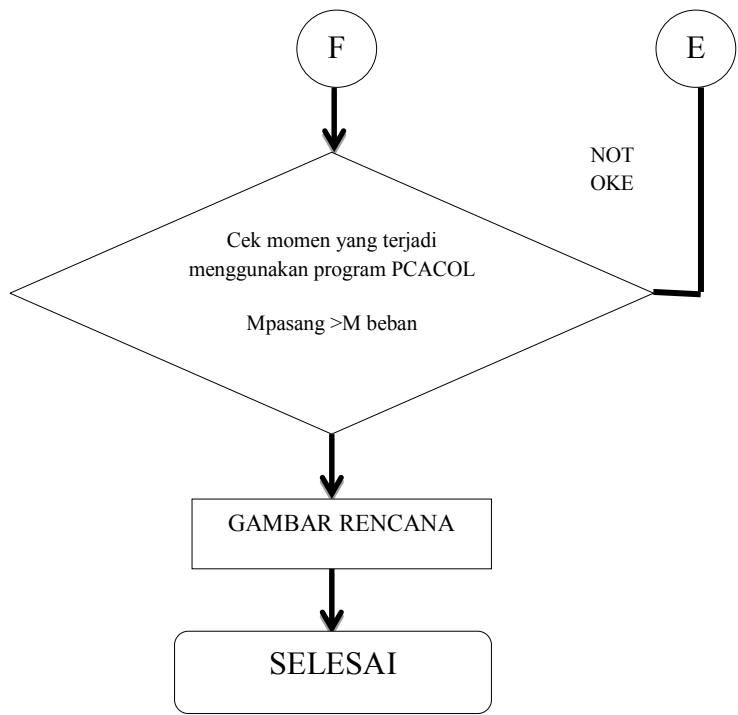 F
E
NOT
OKE
Cek momen yang terjadi
menggunakan program PCACOL
Mpasang >M beban
GAMBAR RENCANA
SELESAI